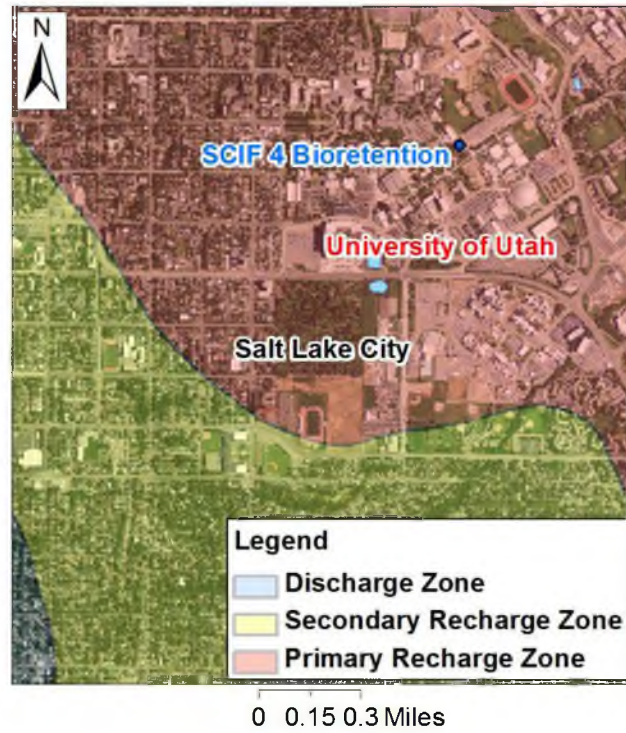 N
SCIF 4 Bioretention
University of Utah
Salt Lake City
Legend
Discharge Zone
Secondary Recharge Zone
Primary Recharge Zone
0 0.15 0.3 Miles